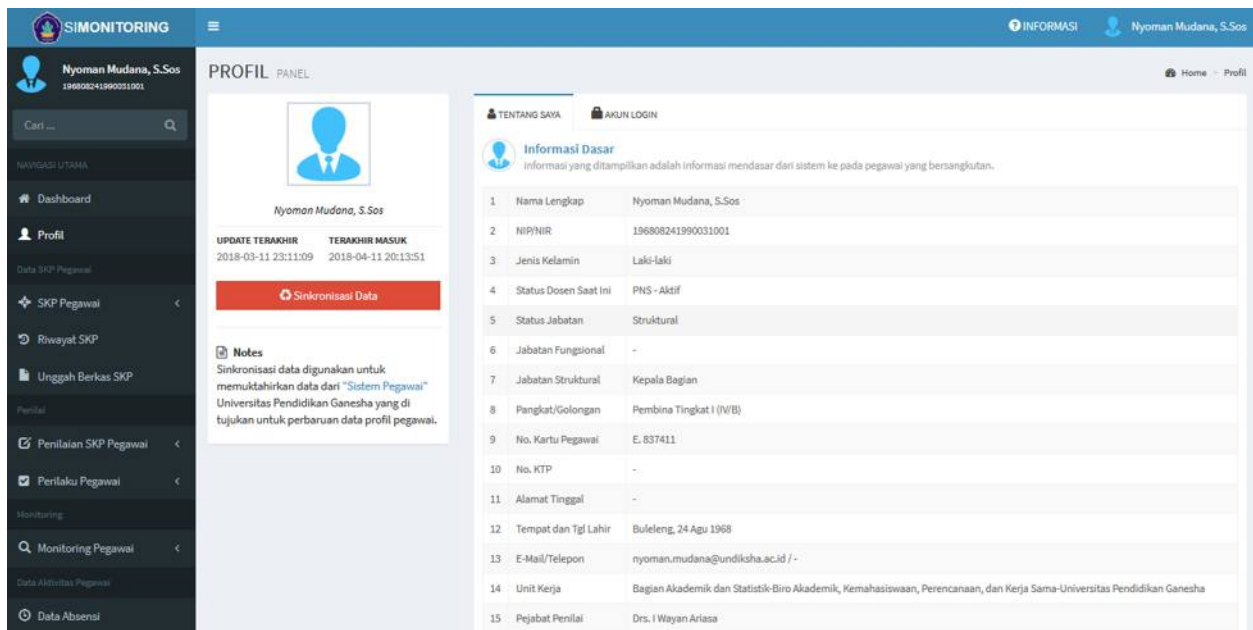 SIMONITORING
INFORMASI
Nyoman Mudana, S.Sos
Nyoman Mudana, S.Sos
196808241990031001
Cari ...
NAVIGASI UTAMA
Dashboard
Profil
Data SKP Pegawai
SKP Pegawai
Riwayat SKP
Unggah Berkas SKP
Penilai
Penilaian SKP Pegawai
Perilaku Pegawai
Monitoring
Monitoring Pegawai
Data Aktivitas Pegawai
Data Absensi
PROFIL PANEL
Home > Profil
Nyoman Mudana, S.Sos
UPDATE TERAKHIR TERAKHIR MASUK
2018-03-11 23:11:09 2018-04-11 20:13:51
Sinkronisasi Data
Notes
Sinkronisasi data digunakan untuk
memuktahirkan data dari "Sistem Pegawai"
Universitas Pendidikan Ganesha yang di
tujukan untuk perbaruan data profil pegawai.
TENTANG SAYA AKUN LOGIN
Informasi Dasar
Informasi yang ditampilkan adalah informasi mendasar dari sistem ke pada pegawai yang bersangkutan.
1 Nama Lengkap Nyoman Mudana, S.Sos
2 NIP/NIR 196808241990031001
3 Jenis Kelamin Laki-laki
4 Status Dosen Saat Ini PNS - Aktif
5 Status Jabatan Struktural
6 Jabatan Fungsional -
7 Jabatan Struktural Kepala Bagian
8 Pangkat/Golongan Pembina Tingkat I (IV/B)
9 No. Kartu Pegawai E. 837411
10 No. KTP -
11 Alamat Tinggal -
12 Tempat dan Tgl Lahir Buleleng, 24 Agu 1968
13 E-Mail/Telepon nyoman.mudana@undiksha.ac.id / -
14 Unit Kerja Bagian Akademik dan Statistik-Biro Akademik, Kemahasiswaan, Perencanaan, dan Kerja Sama-Universitas Pendidikan Ganesha
15 Pejabat Penilai Drs. I Wayan Ariasa